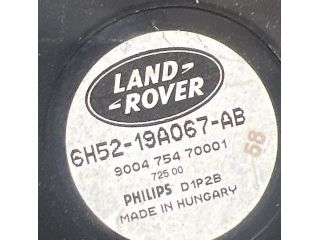 LAND-
-ROVER
6H52-19A067-AB
9004 754 70001
725 00
PHILIPS D1P2B
MADE IN HUNGARY
58